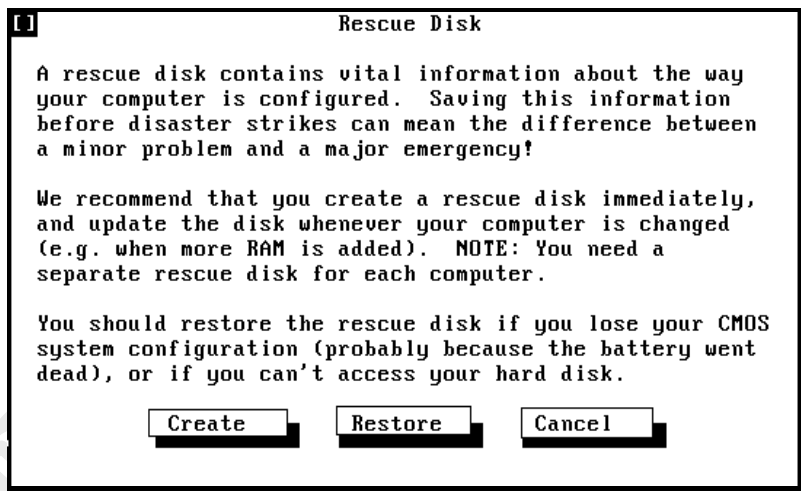 [ ] Rescue Disk
A rescue disk contains vital information about the way
your computer is configured.  Saving this information
before disaster strikes can mean the difference between
a minor problem and a major emergency!
We recommend that you create a rescue disk immediately,
and update the disk whenever your computer is changed
(e.g. when more RAM is added).  NOTE: You need a
separate rescue disk for each computer.
You should restore the rescue disk if you lose your CMOS
system configuration (probably because the battery went
dead), or if you can't access your hard disk.
Create Restore Cancel